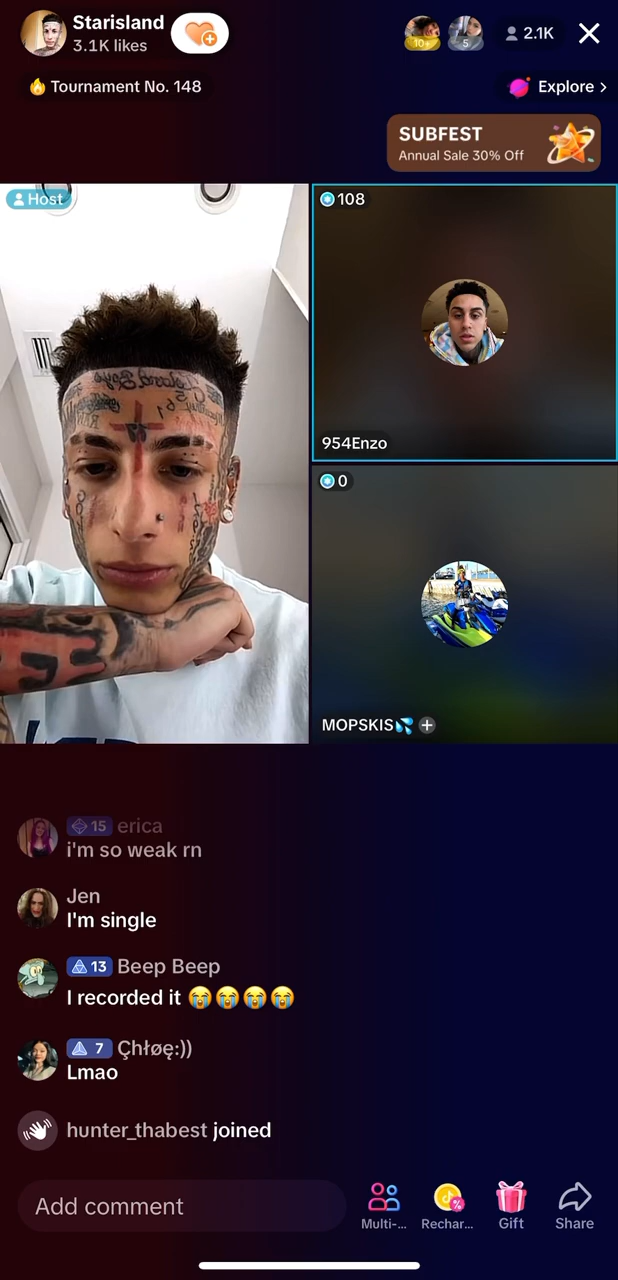 Starisland
3.1K likes
10+
5
2.1K
Tournament No. 148
Explore >
SUBFEST
Annual Sale 30% Off
Host
108
954Enzo
0
MOPSKIS💦
15 erica
i'm so weak rn
Jen
I'm single
13 Beep Beep
I recorded it 😭😭😭😭
7 Çhłøę:))
Lmao
hunter_thabest joined
Add comment
Multi-...
Rechar...
Gift
Share